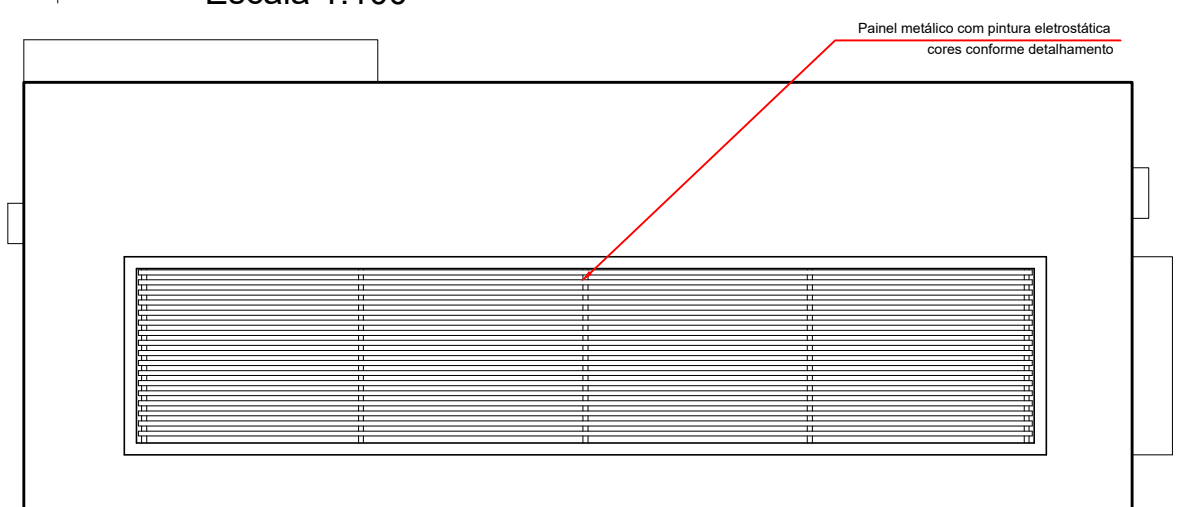 Painel metálico com pintura eletrostática
cores conforme detalhamento